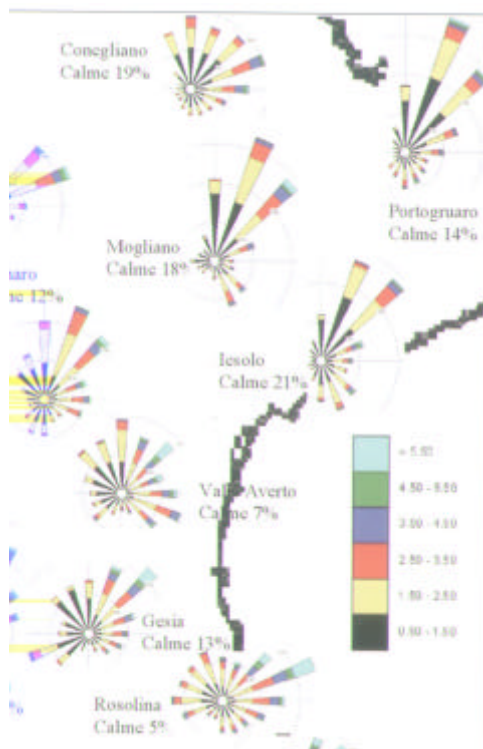 Conegliano
Calme 19%
Portogruaro
Calme 14%
Mogliano
Calme 18%
12%
Iesolo
Calme 21%
Valle Averto
Calme 7%
4.50 - 5.50
3.50 - 4.50
2.50 - 3.50
1.50 - 2.50
0.50 - 1.50
Gesia
Calme 13%
Rosolina
Calme 5%